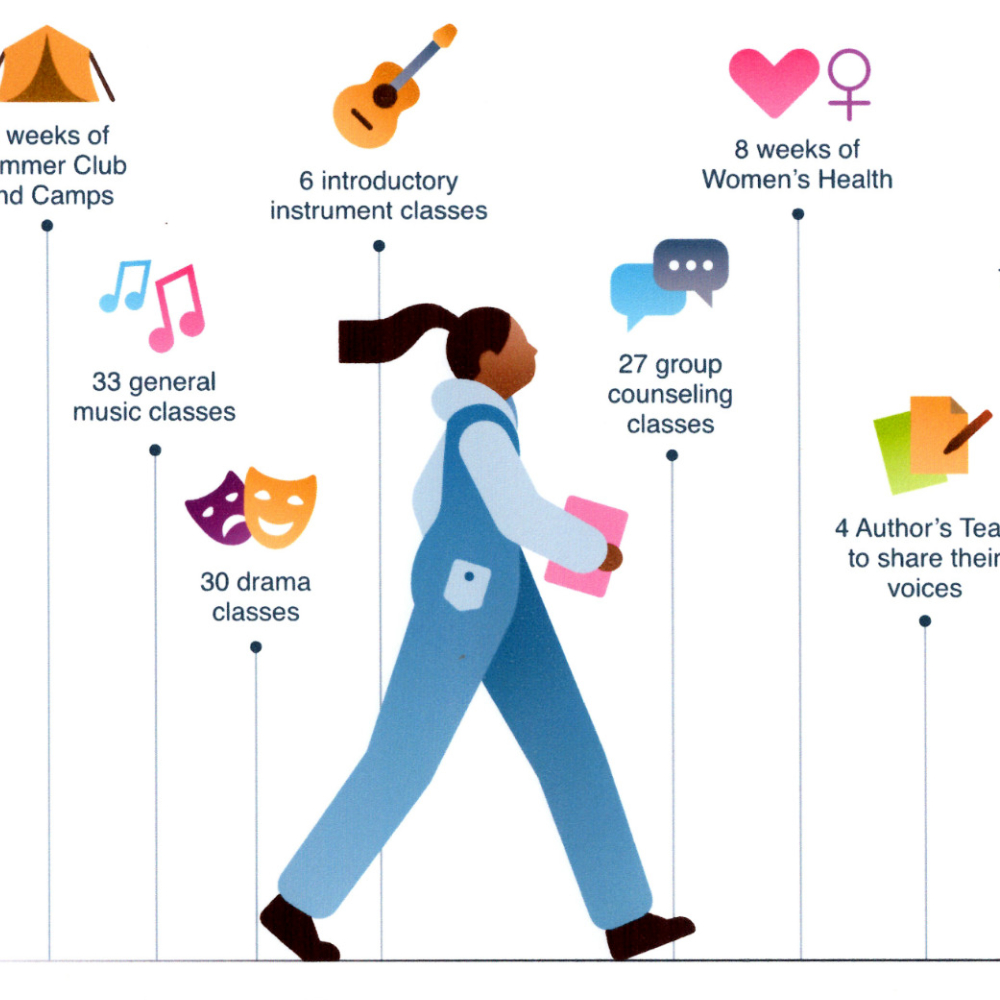 weeks of
mmer Club
nd Camps
33 general
music classes
30 drama
classes
6 introductory
instrument classes
27 group
counseling
classes
8 weeks of
Women's Health
4 Author's Tea
to share their
voices